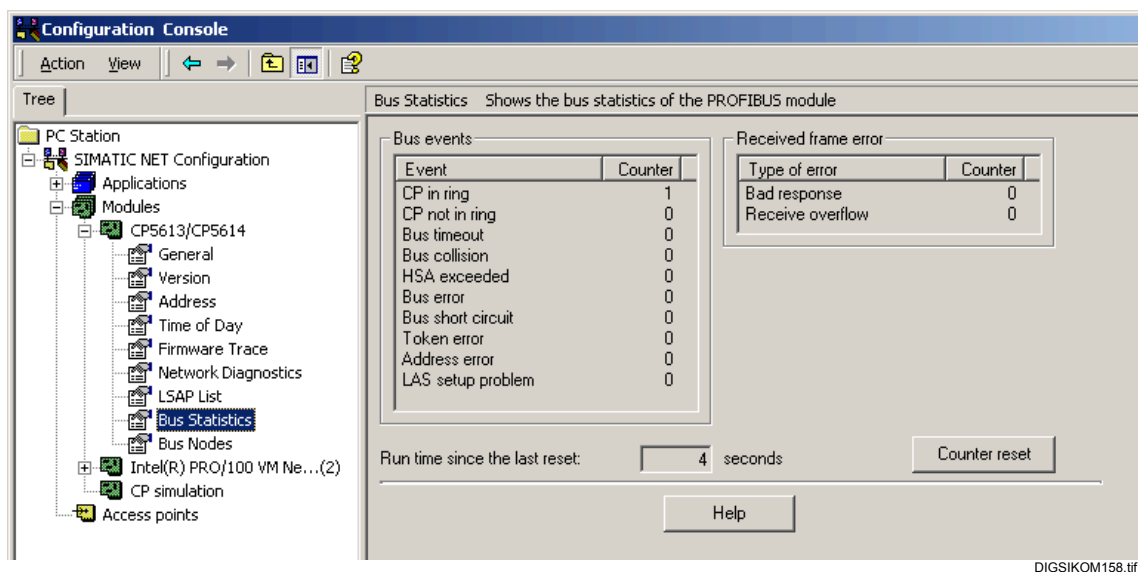 Configuration Console
Action View
Tree
Bus Statistics Shows the bus statistics of the PROFIBUS module
PC Station
SIMATIC NET Configuration
Applications
Modules
CP5613/CP5614
General
Version
Address
Time of Day
Firmware Trace
Network Diagnostics
LSAP List
Bus Statistics
Bus Nodes
Intel(R) PRO/100 VM Ne...(2)
CP simulation
Access points
Bus events
Event Counter
CP in ring 1
CP not in ring 0
Bus timeout 0
Bus collision 0
HSA exceeded 0
Bus error 0
Bus short circuit 0
Token error 0
Address error 0
LAS setup problem 0
Received frame error
Type of error Counter
Bad response 0
Receive overflow 0
Run time since the last reset: 4 seconds
Counter reset
Help
DIGSIKOM158.tif